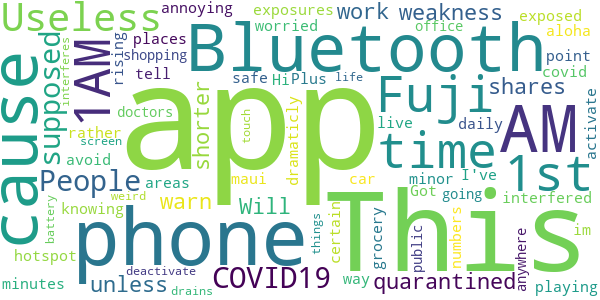 annoying exposures work weakness exposed
Useless worried office aloha
places Bluetooth point
shopping Hi Plus life covid
1AM rising tell safe shares
interferes supposed cause
doctors shorter Fuji AM activate
rather app time
screen touch live daily
avoid dramaticly 1st
People areas maui car minor I've
knowing warn Will This Got going interfered
battery weird certain numbers im
phone grocery public anywhere
hotspot unless COVID19 way quarantined
minutes deactivate drains things playing